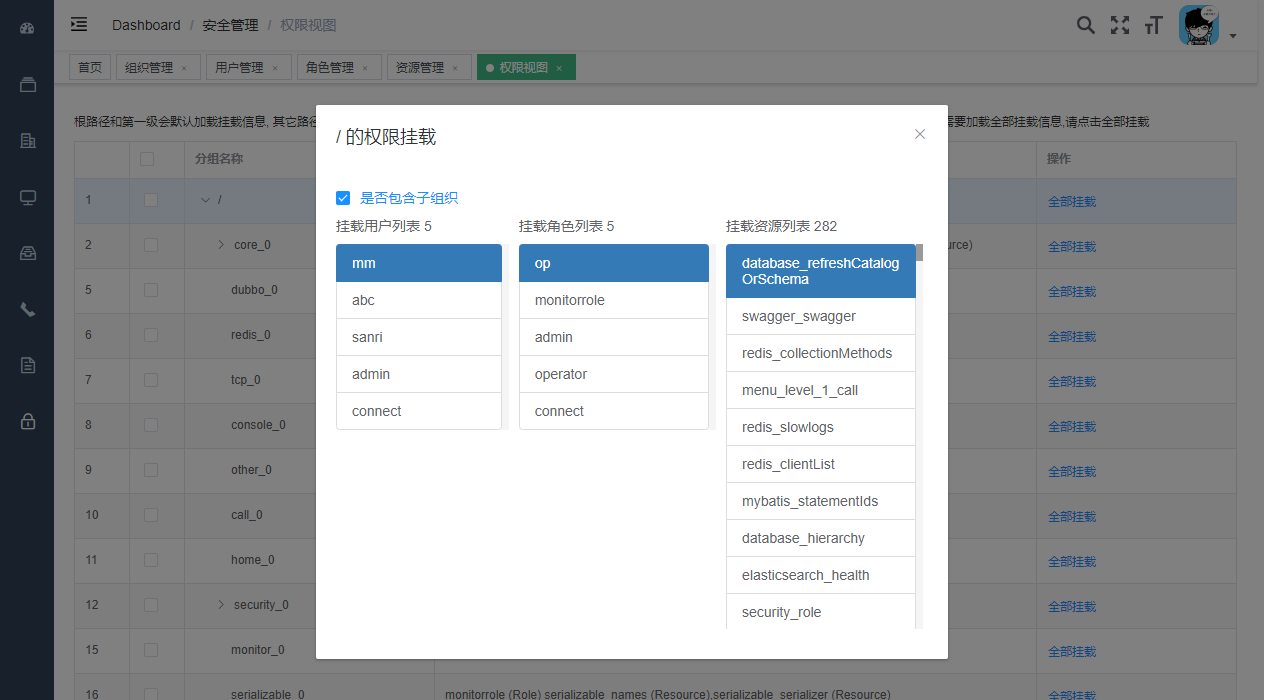 Dashboard / 安全管理 / 权限视图
首页 组织管理 × 用户管理 × 角色管理 × 资源管理 × 权限视图 ×
根路径和第一级会默认加载挂载信息, 其它路径 需要加载全部挂载信息,请点击全部挂载
分组名称 操作
1 / 全部挂载
2 core_0 urce) 全部挂载
5 dubbo_0 全部挂载
6 redis_0 全部挂载
7 tcp_0 全部挂载
8 console_0 全部挂载
9 other_0 全部挂载
10 call_0 全部挂载
11 home_0 全部挂载
12 security_0 全部挂载
15 monitor_0 全部挂载
16 serializable_0 monitorrole (Role) serializable_names (Resource),serializable_serializer (Resource) 全部挂载
/ 的权限挂载
是否包含子组织
挂载用户列表 5
mm
abc
sanri
admin
connect
挂载角色列表 5
op
monitorrole
admin
operator
connect
挂载资源列表 282
database_refreshCatalog
OrSchema
swagger_swagger
redis_collectionMethods
menu_level_1_call
redis_slowlogs
redis_clientList
mybatis_statementIds
database_hierarchy
elasticsearch_health
security_role